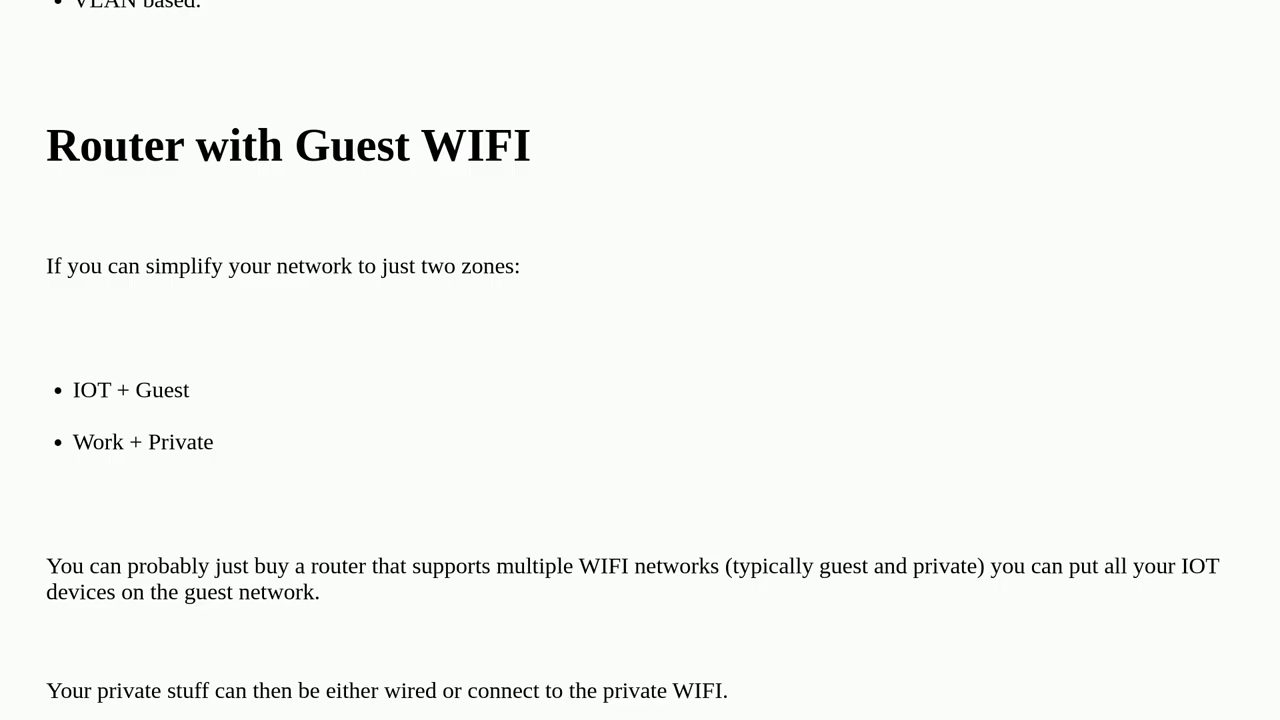 • VLAN based.
Router with Guest WIFI
If you can simplify your network to just two zones:
• IOT + Guest
• Work + Private
You can probably just buy a router that supports multiple WIFI networks (typically guest and private) you can put all your IOT
devices on the guest network.
Your private stuff can then be either wired or connect to the private WIFI.